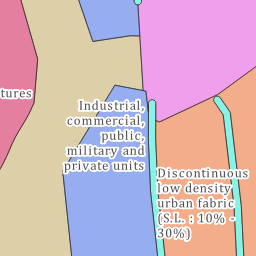 tures
Industrial,
commercial,
public,
military and
private units
Discontinuous
low density
urban fabric
(S.L. : 10% -
30%)